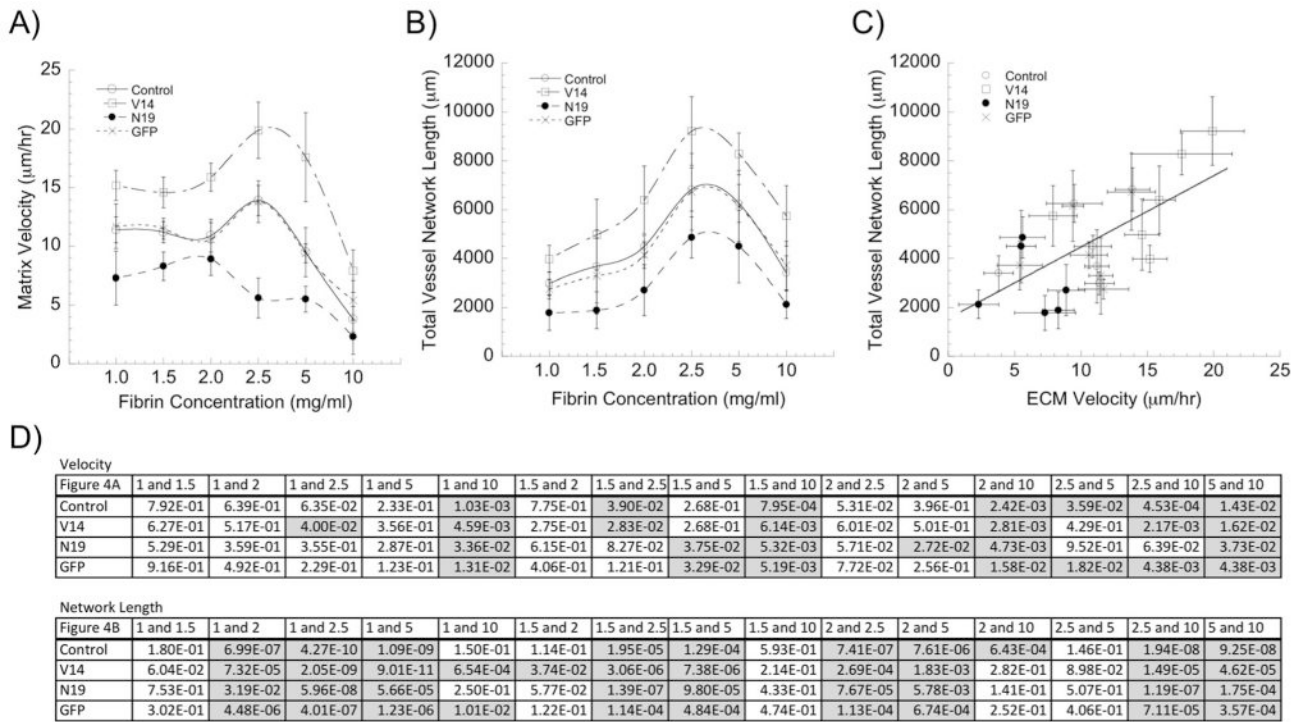 A)
Matrix Velocity (μm/hr)
25
20
15
10
5
0
Control
V14
N19
GFP
1.0 1.5 2.0 2.5 5 10
Fibrin Concentration (mg/ml)
B)
Total Vessel Network Length (μm)
12000
10000
8000
6000
4000
2000
0
Control
V14
N19
GFP
1.0 1.5 2.0 2.5 5 10
Fibrin Concentration (mg/ml)
C)
Total Vessel Network Length (μm)
12000
10000
8000
6000
4000
2000
0
Control
V14
N19
GFP
0 5 10 15 20 25
ECM Velocity (μm/hr)
D)
Velocity
Figure 4A 1 and 1.5 1 and 2 1 and 2.5 1 and 5 1 and 10 1.5 and 2 1.5 and 2.5 1.5 and 5 1.5 and 10 2 and 2.5 2 and 5 2 and 10 2.5 and 5 2.5 and 10 5 and 10
Control 7.92E-01 6.39E-01 6.35E-02 2.33E-01 1.03E-03 7.75E-01 3.90E-02 2.68E-01 7.95E-04 5.31E-02 3.96E-01 2.42E-03 3.59E-02 4.53E-04 1.43E-02
V14 6.27E-01 5.17E-01 4.00E-02 3.56E-01 4.59E-03 2.75E-01 2.83E-02 2.68E-01 6.14E-03 6.01E-02 5.01E-01 2.81E-03 4.29E-01 2.17E-03 1.62E-02
N19 5.29E-01 3.59E-01 3.55E-01 2.87E-01 3.36E-02 6.15E-01 8.27E-02 3.75E-02 5.32E-03 5.71E-02 2.72E-02 4.73E-03 9.52E-01 6.39E-02 3.73E-02
GFP 9.16E-01 4.92E-01 2.29E-01 1.23E-01 1.31E-02 4.06E-01 1.21E-01 3.29E-02 5.19E-03 7.72E-02 2.56E-01 1.58E-02 1.82E-02 4.38E-03 4.38E-03
Network Length
Figure 4B 1 and 1.5 1 and 2 1 and 2.5 1 and 5 1 and 10 1.5 and 2 1.5 and 2.5 1.5 and 5 1.5 and 10 2 and 2.5 2 and 5 2 and 10 2.5 and 5 2.5 and 10 5 and 10
Control 1.80E-01 6.99E-07 4.27E-10 1.09E-09 1.50E-01 1.14E-01 1.95E-05 1.29E-04 5.93E-01 7.41E-07 7.61E-06 6.43E-04 1.46E-01 1.94E-08 9.25E-08
V14 6.04E-02 7.32E-05 2.05E-09 9.01E-11 6.54E-04 3.74E-02 3.06E-06 7.38E-06 2.14E-01 2.69E-04 1.83E-03 2.82E-01 8.98E-02 1.49E-05 4.62E-05
N19 7.53E-01 3.19E-02 5.96E-08 5.66E-05 2.50E-01 5.77E-02 1.39E-07 9.80E-05 4.33E-01 7.67E-05 5.78E-03 1.41E-01 5.07E-01 1.19E-07 1.75E-04
GFP 3.02E-01 4.48E-06 4.01E-07 1.23E-06 1.01E-02 1.22E-01 1.14E-04 4.84E-04 4.74E-01 1.13E-04 6.74E-04 2.52E-01 4.06E-01 7.11E-05 3.57E-04